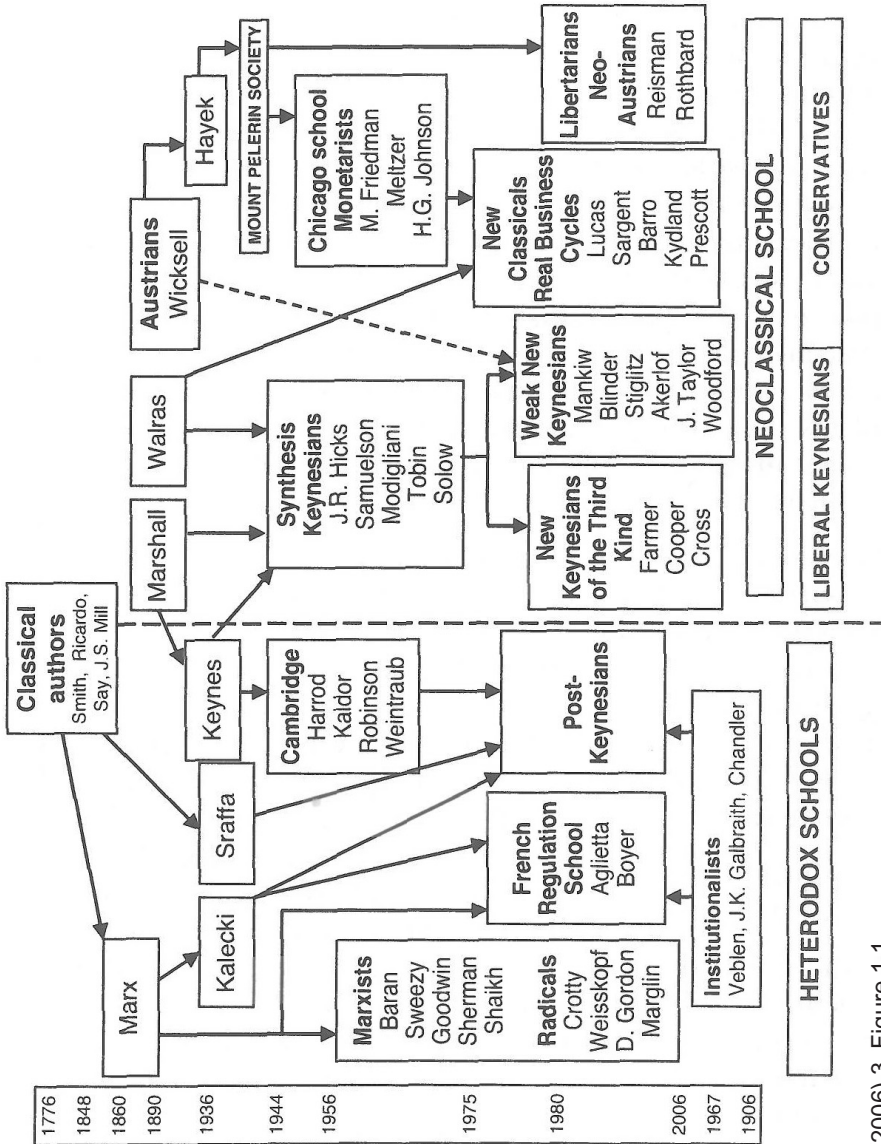 1776
1848
1860
1890
1936
1944
1956
1975
1980
2006
1967
1906
Classical
authors
Smith, Ricardo,
Say, J.S. Mill
Marx
Marshall
Walras
Austrians
Wicksell
Kalecki
Sraffa
Keynes
Hayek
MOUNT PELERIN SOCIETY
Marxists
Baran
Sweezy
Goodwin
Sherman
Shaikh
Radicals
Crotty
Weisskopf
D. Gordon
Marglin
Cambridge
Harrod
Kaldor
Robinson
Weintraub
Synthesis
Keynesians
J.R. Hicks
Samuelson
Modigliani
Tobin
Solow
Chicago school
Monetarists
M. Friedman
Meltzer
H.G. Johnson
French
Regulation
School
Aglietta
Boyer
Post-
Keynesians
New
Keynesians
of the Third
Kind
Farmer
Cooper
Cross
Weak New
Keynesians
Mankiw
Blinder
Stiglitz
Akerlof
J. Taylor
Woodford
New
Classicals
Real Business
Cycles
Lucas
Sargent
Barro
Kydland
Prescott
Libertarians
Neo-
Austrians
Reisman
Rothbard
Institutionalists
Veblen, J.K. Galbraith, Chandler
HETERODOX SCHOOLS
NEOCLASSICAL SCHOOL
LIBERAL KEYNESIANS
CONSERVATIVES
2006) 3, Figure 1.1